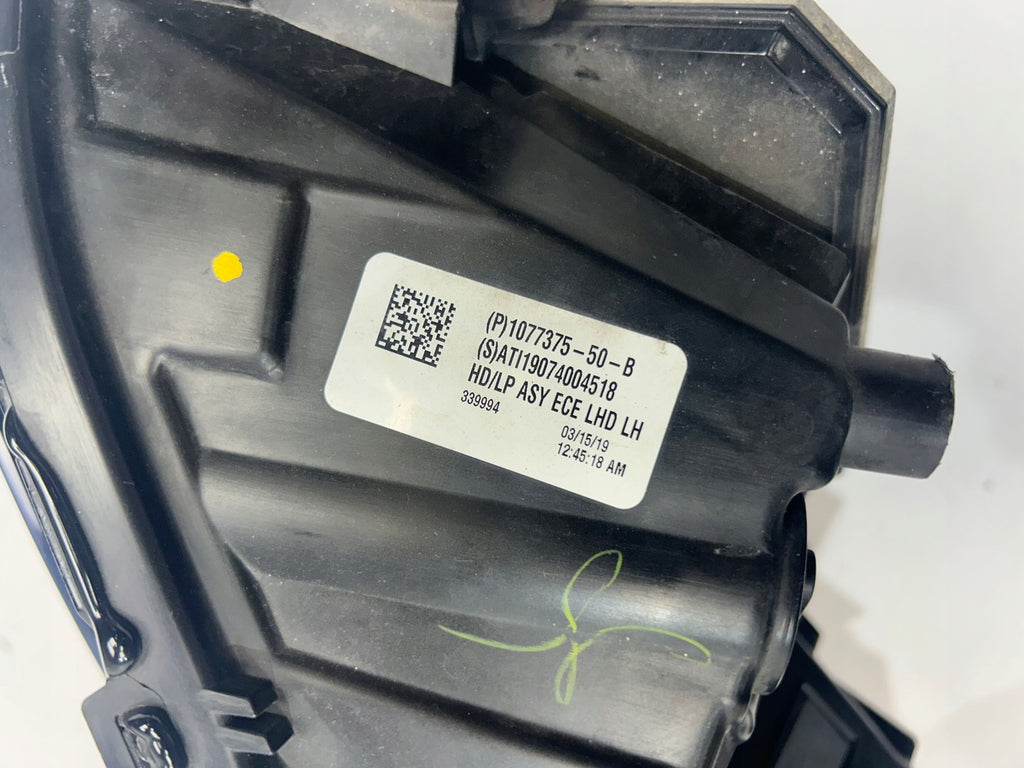 (P)1077375-50-B
(S)ATI19074004518
HD/LP ASY ECE LHD LH
339994
03/15/19
12:45:18 AM